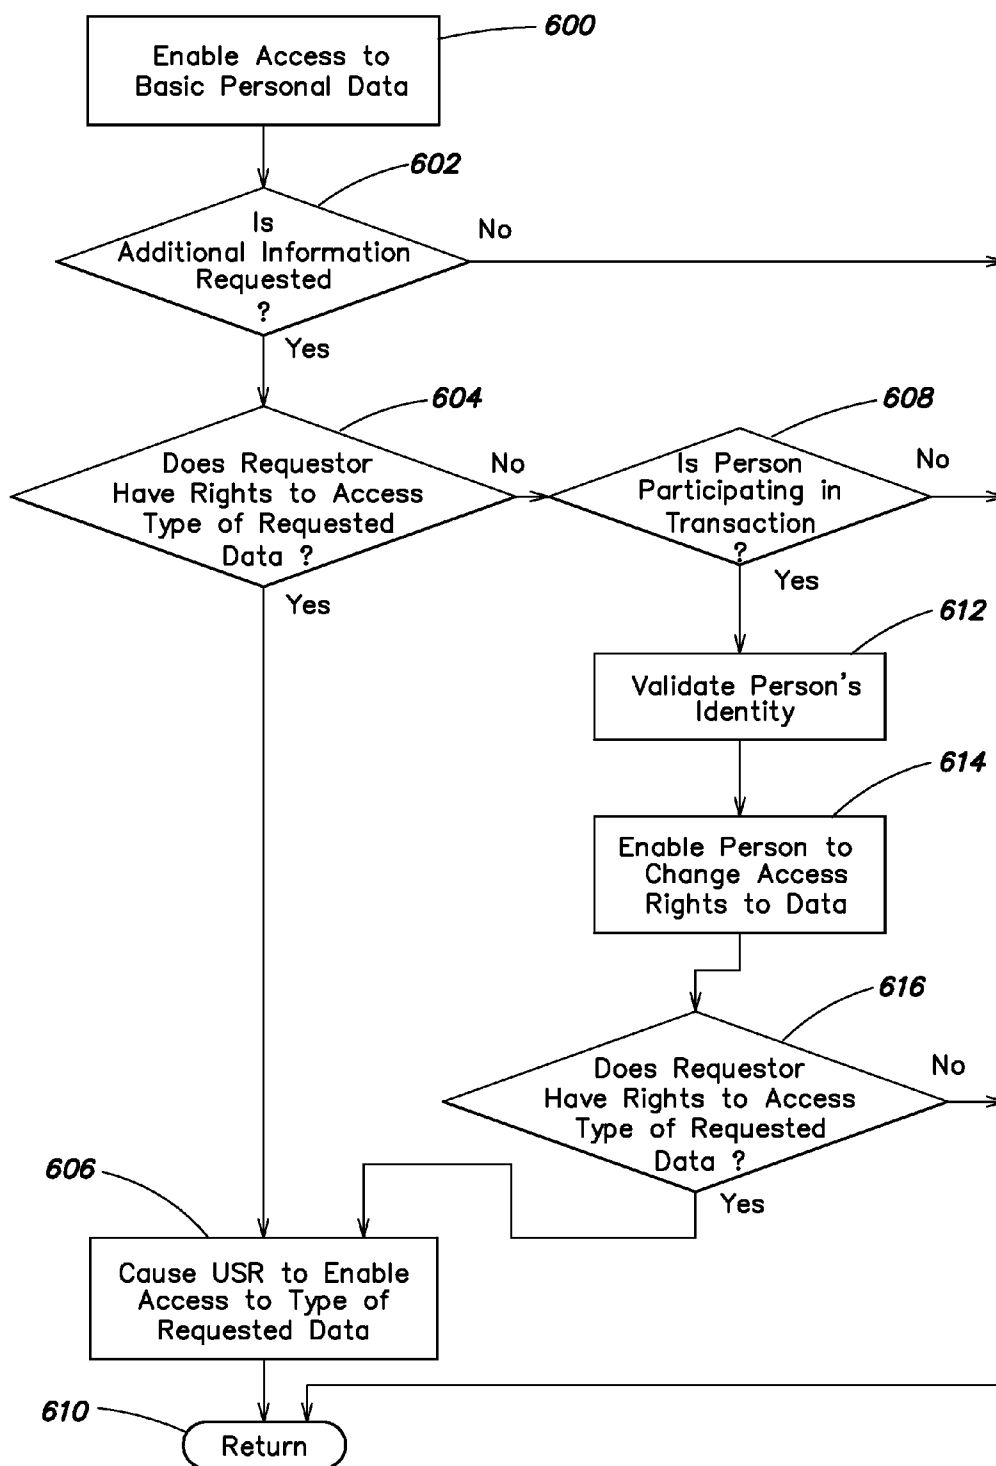 600
Enable Access to
Basic Personal Data
602
Is
Additional Information
Requested
?
No
Yes
604
Does Requestor
Have Rights to Access
Type of Requested
Data ?
No
Yes
608
Is Person
Participating in
Transaction
?
No
Yes
612
Validate Person's
Identity
614
Enable Person to
Change Access
Rights to Data
616
Does Requestor
Have Rights to Access
Type of Requested
Data ?
No
Yes
606
Cause USR to Enable
Access to Type of
Requested Data
610
Return